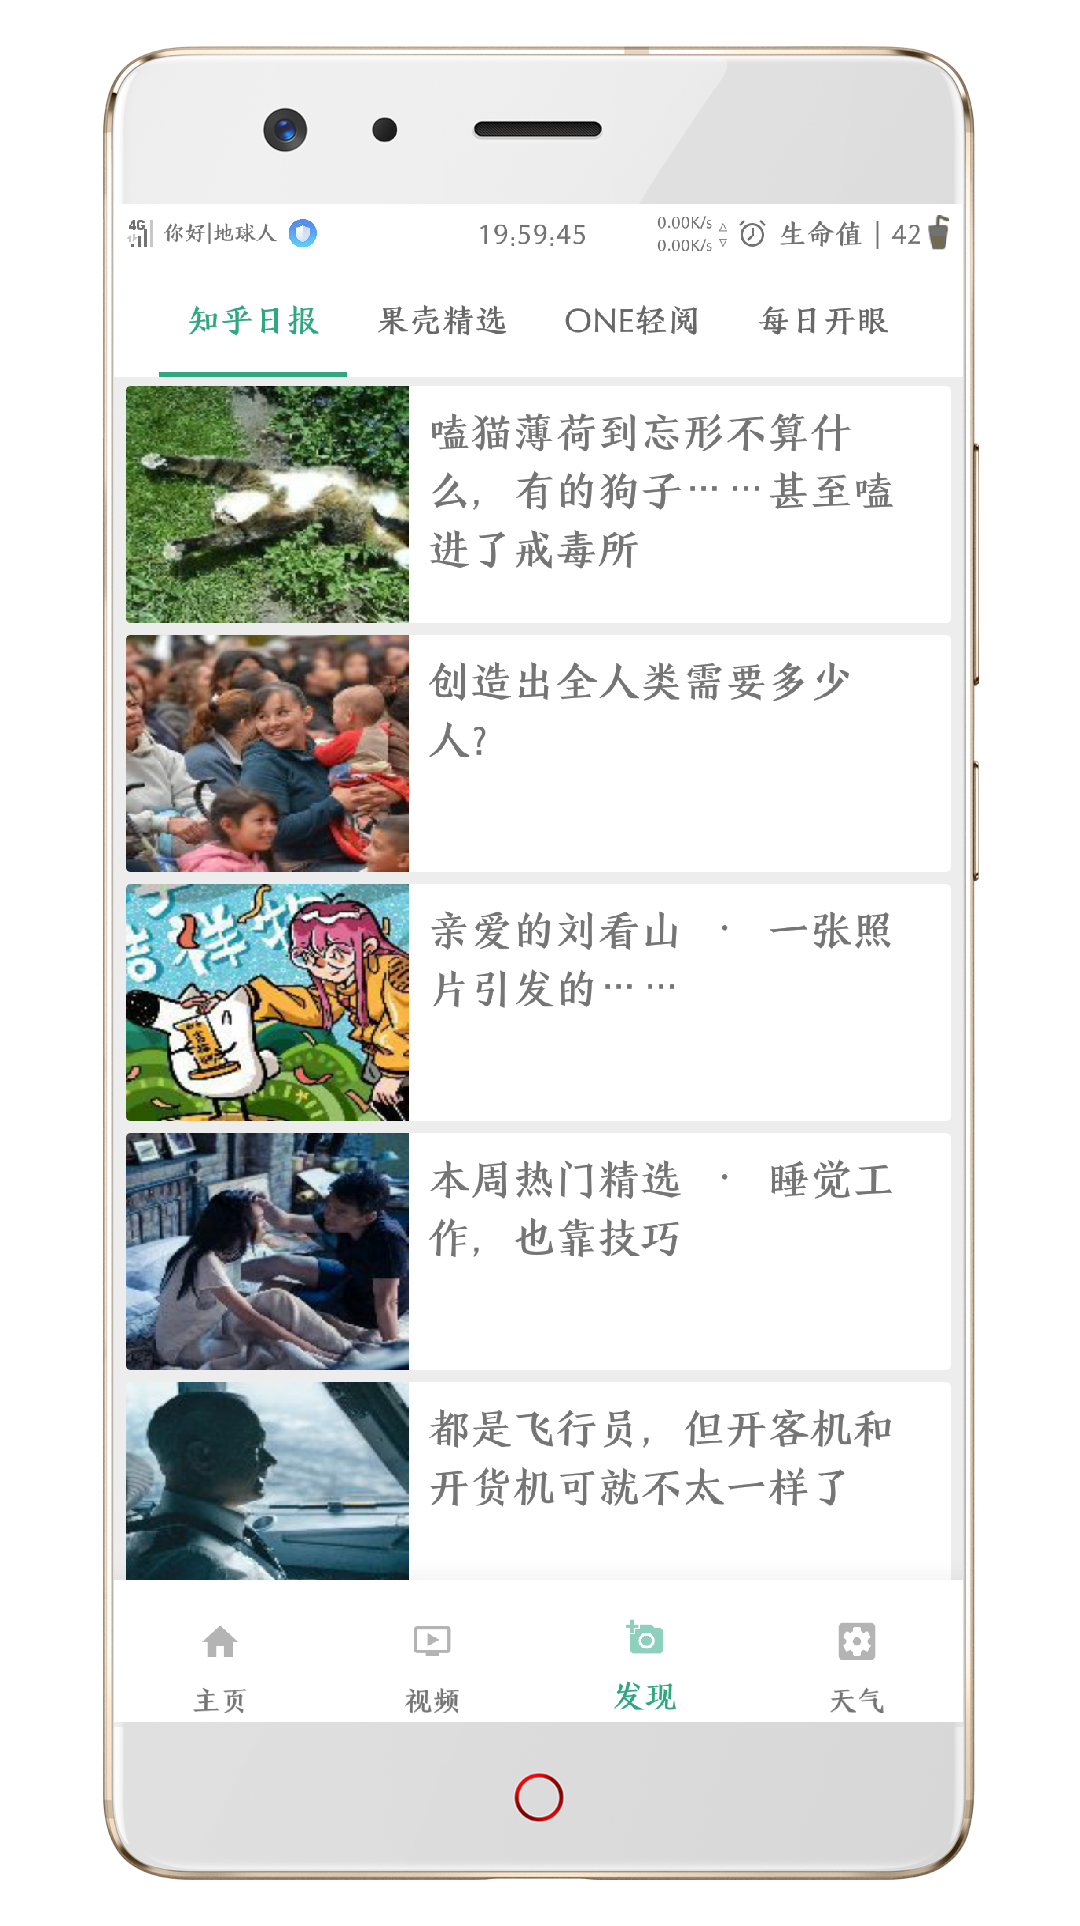 4G
你好|地球人
19:59:45
0.00K/s
0.00K/s
生命值 | 42
知乎日报 果壳精选 ONE轻阅 每日开眼
嗑猫薄荷到忘形不算什
么，有的狗子……甚至嗑
进了戒毒所
创造出全人类需要多少
人?
亲爱的刘看山 · 一张照
片引发的……
本周热门精选 · 睡觉工
作，也靠技巧
都是飞行员，但开客机和
开货机可就不太一样了
主页 视频 发现 天气